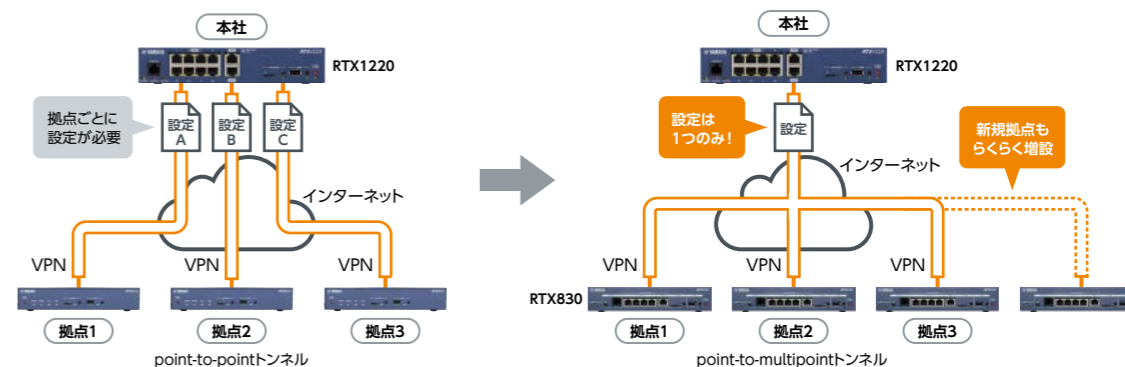 本社
RTX1220
拠点ごとに
設定が必要
設定
A
設定
B
設定
C
インターネット
VPN
VPN
VPN
拠点1
拠点2
拠点3
point-to-pointトンネル
本社
RTX1220
設定は
1つのみ!
設定
新規拠点も
らくらく増設
インターネット
VPN
VPN
VPN
RTX830
拠点1
拠点2
拠点3
point-to-multipointトンネル